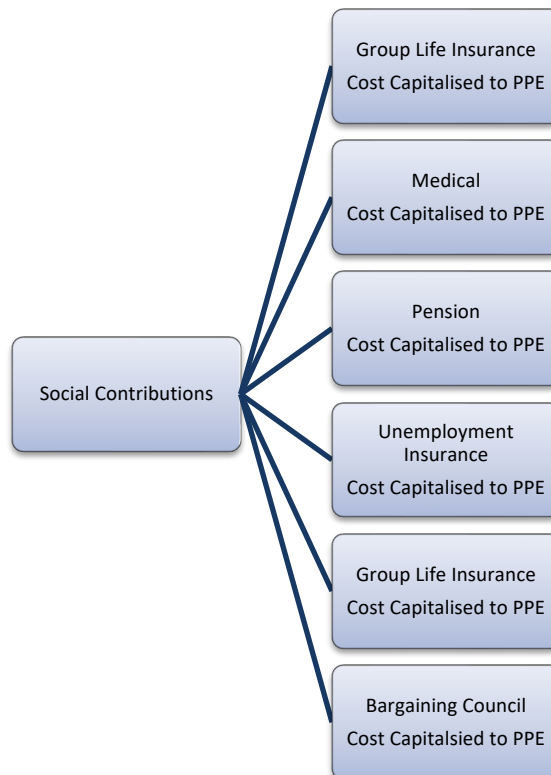 Group Life Insurance
Cost Capitalised to PPE
Medical
Cost Capitalised to PPE
Pension
Cost Capitalised to PPE
Social Contributions
Unemployment
Insurance
Cost Capitalised to PPE
Group Life Insurance
Cost Capitalised to PPE
Bargaining Council
Cost Capitalsied to PPE